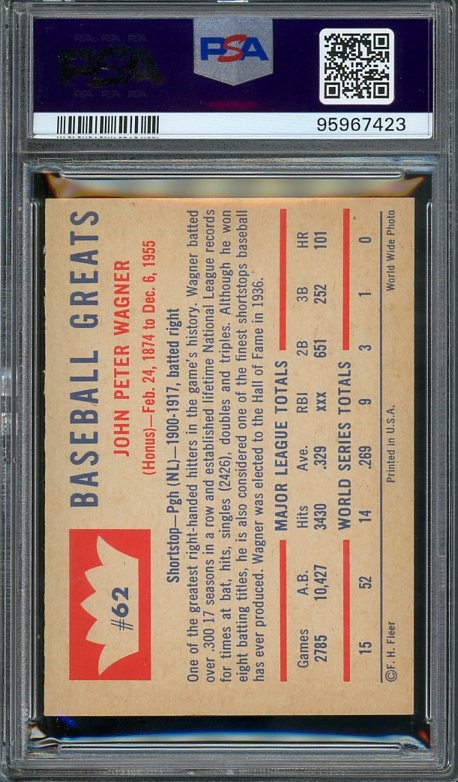 PSA
95967423
BASEBALL GREATS
#62
JOHN PETER WAGNER
(Honus)—Feb. 24, 1874 to Dec. 6, 1955
Shortstop—Pgh (NL)—1900-1917, batted right
One of the greatest right-handed hitters in the game's history. Wagner batted
over .300 17 seasons in a row and established lifetime National League records
for times at bat, hits, singles (2426), doubles and triples. Although he won
eight batting titles, he is also considered one of the finest shortstops baseball
has ever produced. Wagner was elected to the Hall of Fame in 1936.
MAJOR LEAGUE TOTALS
Games A.B. Hits Ave. RBI 2B 3B HR
2785 10,427 3430 .329 xxx 651 252 101
WORLD SERIES TOTALS
15 52 14 .269 9 3 1 0
©F. H. Fleer Printed in U.S.A. World Wide Photo